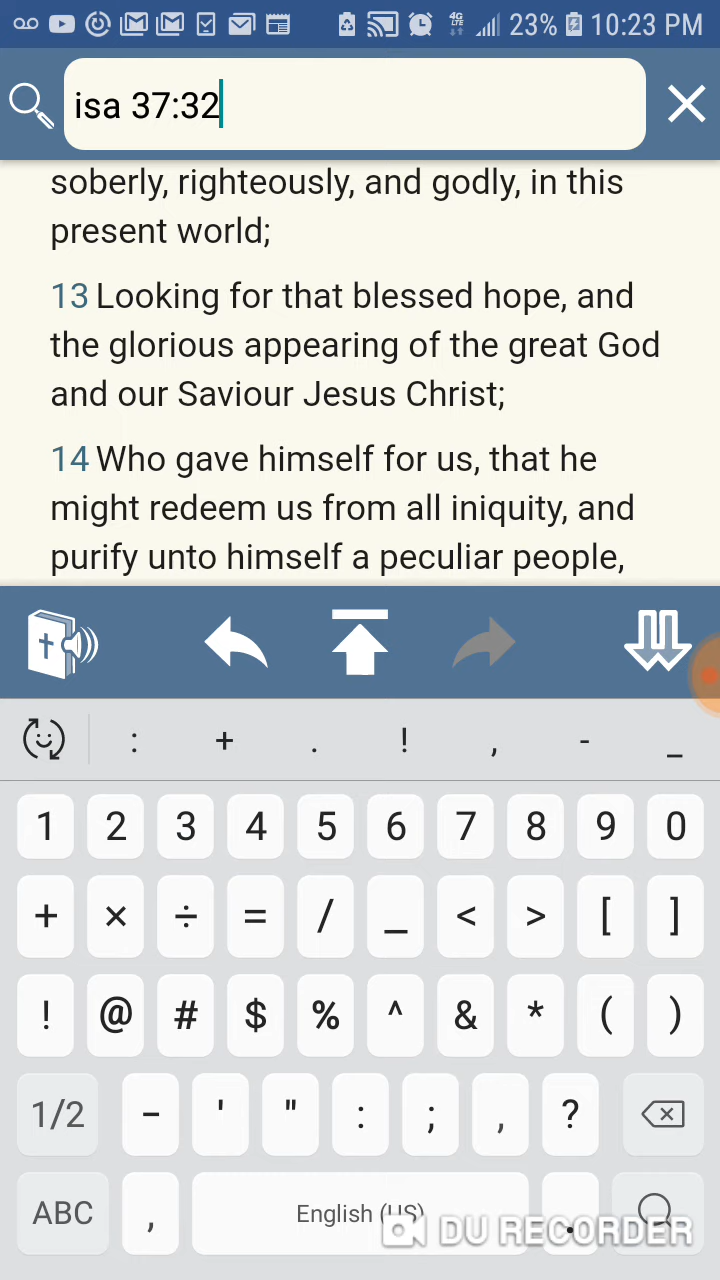 4G LTE 23% 10:23 PM
isa 37:32
soberly, righteously, and godly, in this
present world;
13 Looking for that blessed hope, and
the glorious appearing of the great God
and our Saviour Jesus Christ;
14 Who gave himself for us, that he
might redeem us from all iniquity, and
purify unto himself a peculiar people,
: + . ! , - _
1 2 3 4 5 6 7 8 9 0
+ × ÷ = / _ < > [ ]
! @ # $ % ^ & * ( )
1/2 - ' " : ; , ?
ABC , English (US) .
DU RECORDER